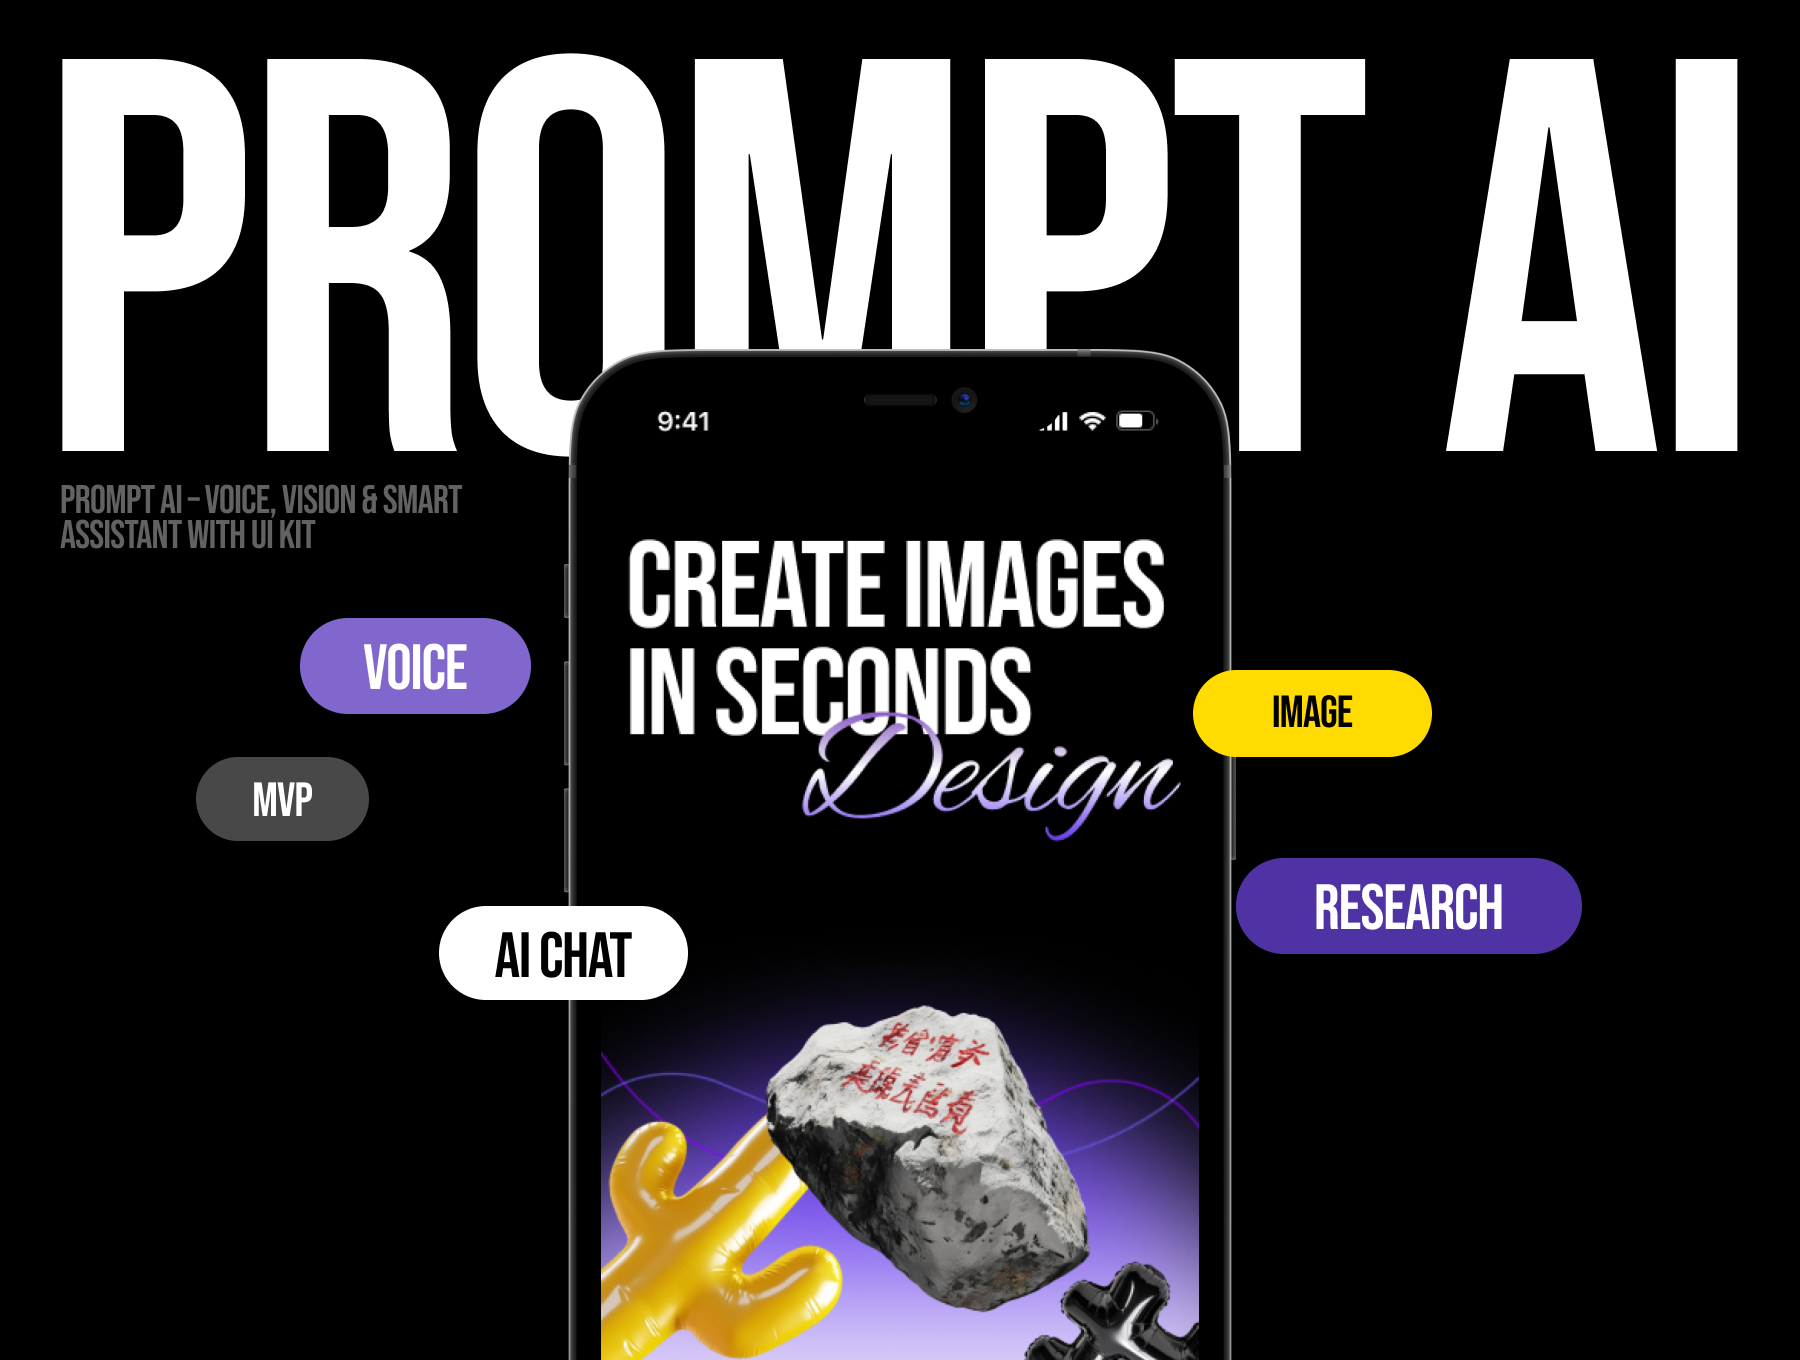 PROMPT AI
PROMPT AI – VOICE, VISION & SMART
ASSISTANT WITH UI KIT
9:41
CREATE IMAGES
IN SECONDS
Design
VOICE
IMAGE
MVP
RESEARCH
AI CHAT